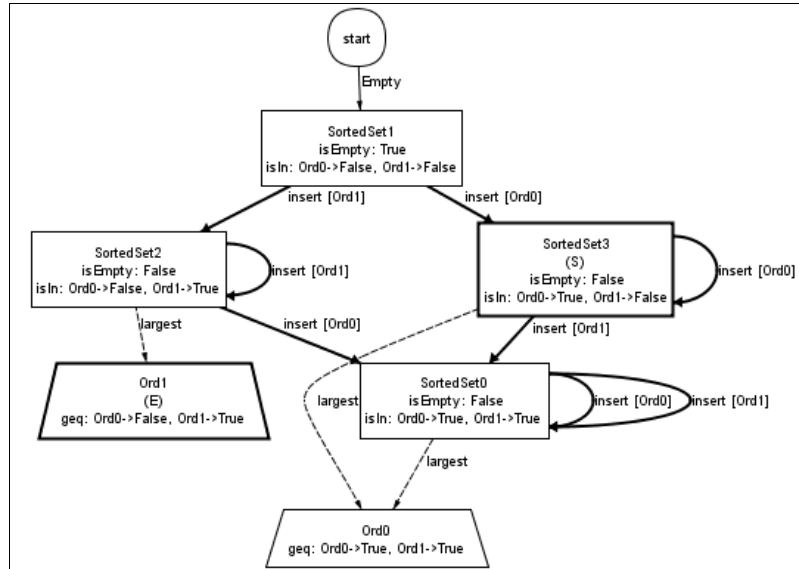 start
Empty
SortedSet1
isEmpty: True
isIn: Ord0->False, Ord1->False
insert [Ord1]
insert [Ord0]
SortedSet2
isEmpty: False
isIn: Ord0->False, Ord1->True
insert [Ord1]
SortedSet3
(S)
isEmpty: False
isIn: Ord0->True, Ord1->False
insert [Ord0]
largest
insert [Ord0]
insert [Ord1]
Ord1
(E)
geq: Ord0->False, Ord1->True
largest
SortedSet0
isEmpty: False
isIn: Ord0->True, Ord1->True
insert [Ord0]
insert [Ord1]
largest
Ord0
geq: Ord0->True, Ord1->True